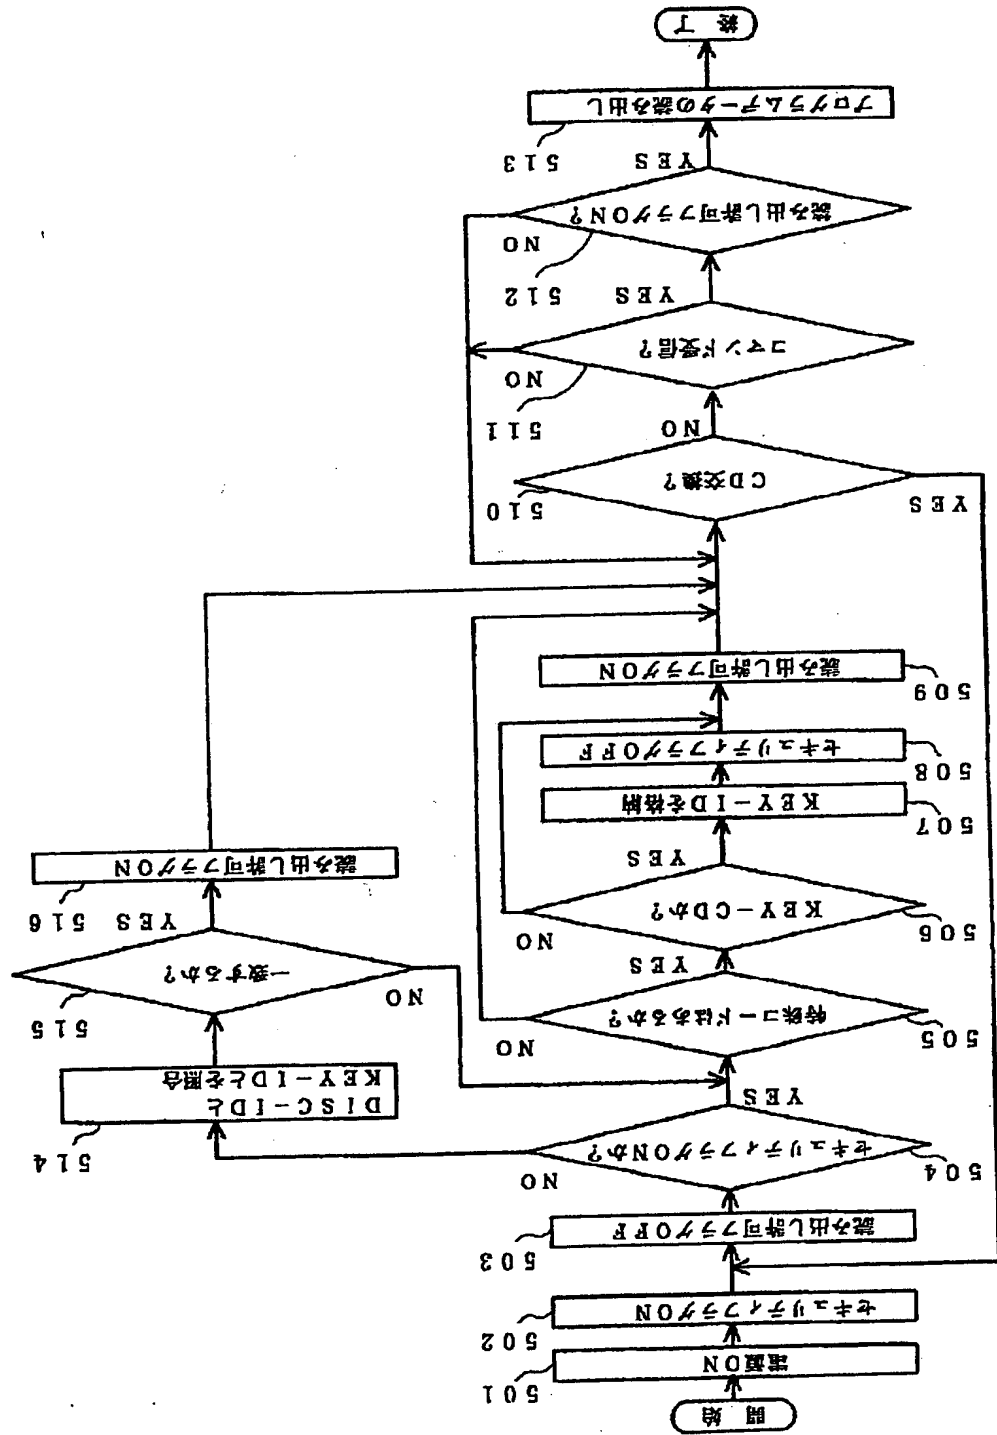 開始
電源ON
501
セキュリティフラグON
502
読み出し許可フラグOFF
503
セキュリティフラグONか?
504
NO
YES
特殊コードはあるか?
505
NO
YES
KEY-CDか?
506
NO
YES
KEY-IDを格納
507
セキュリティフラグOFF
508
読み出し許可フラグON
509
CD交換?
510
YES
NO
コマンド受信?
511
NO
YES
読み出し許可フラグON?
512
NO
YES
プログラムデータの読み出し
513
終了
DISC-IDと
KEY-IDとを照合
514
一致するか?
515
NO
YES
読み出し許可フラグON
516